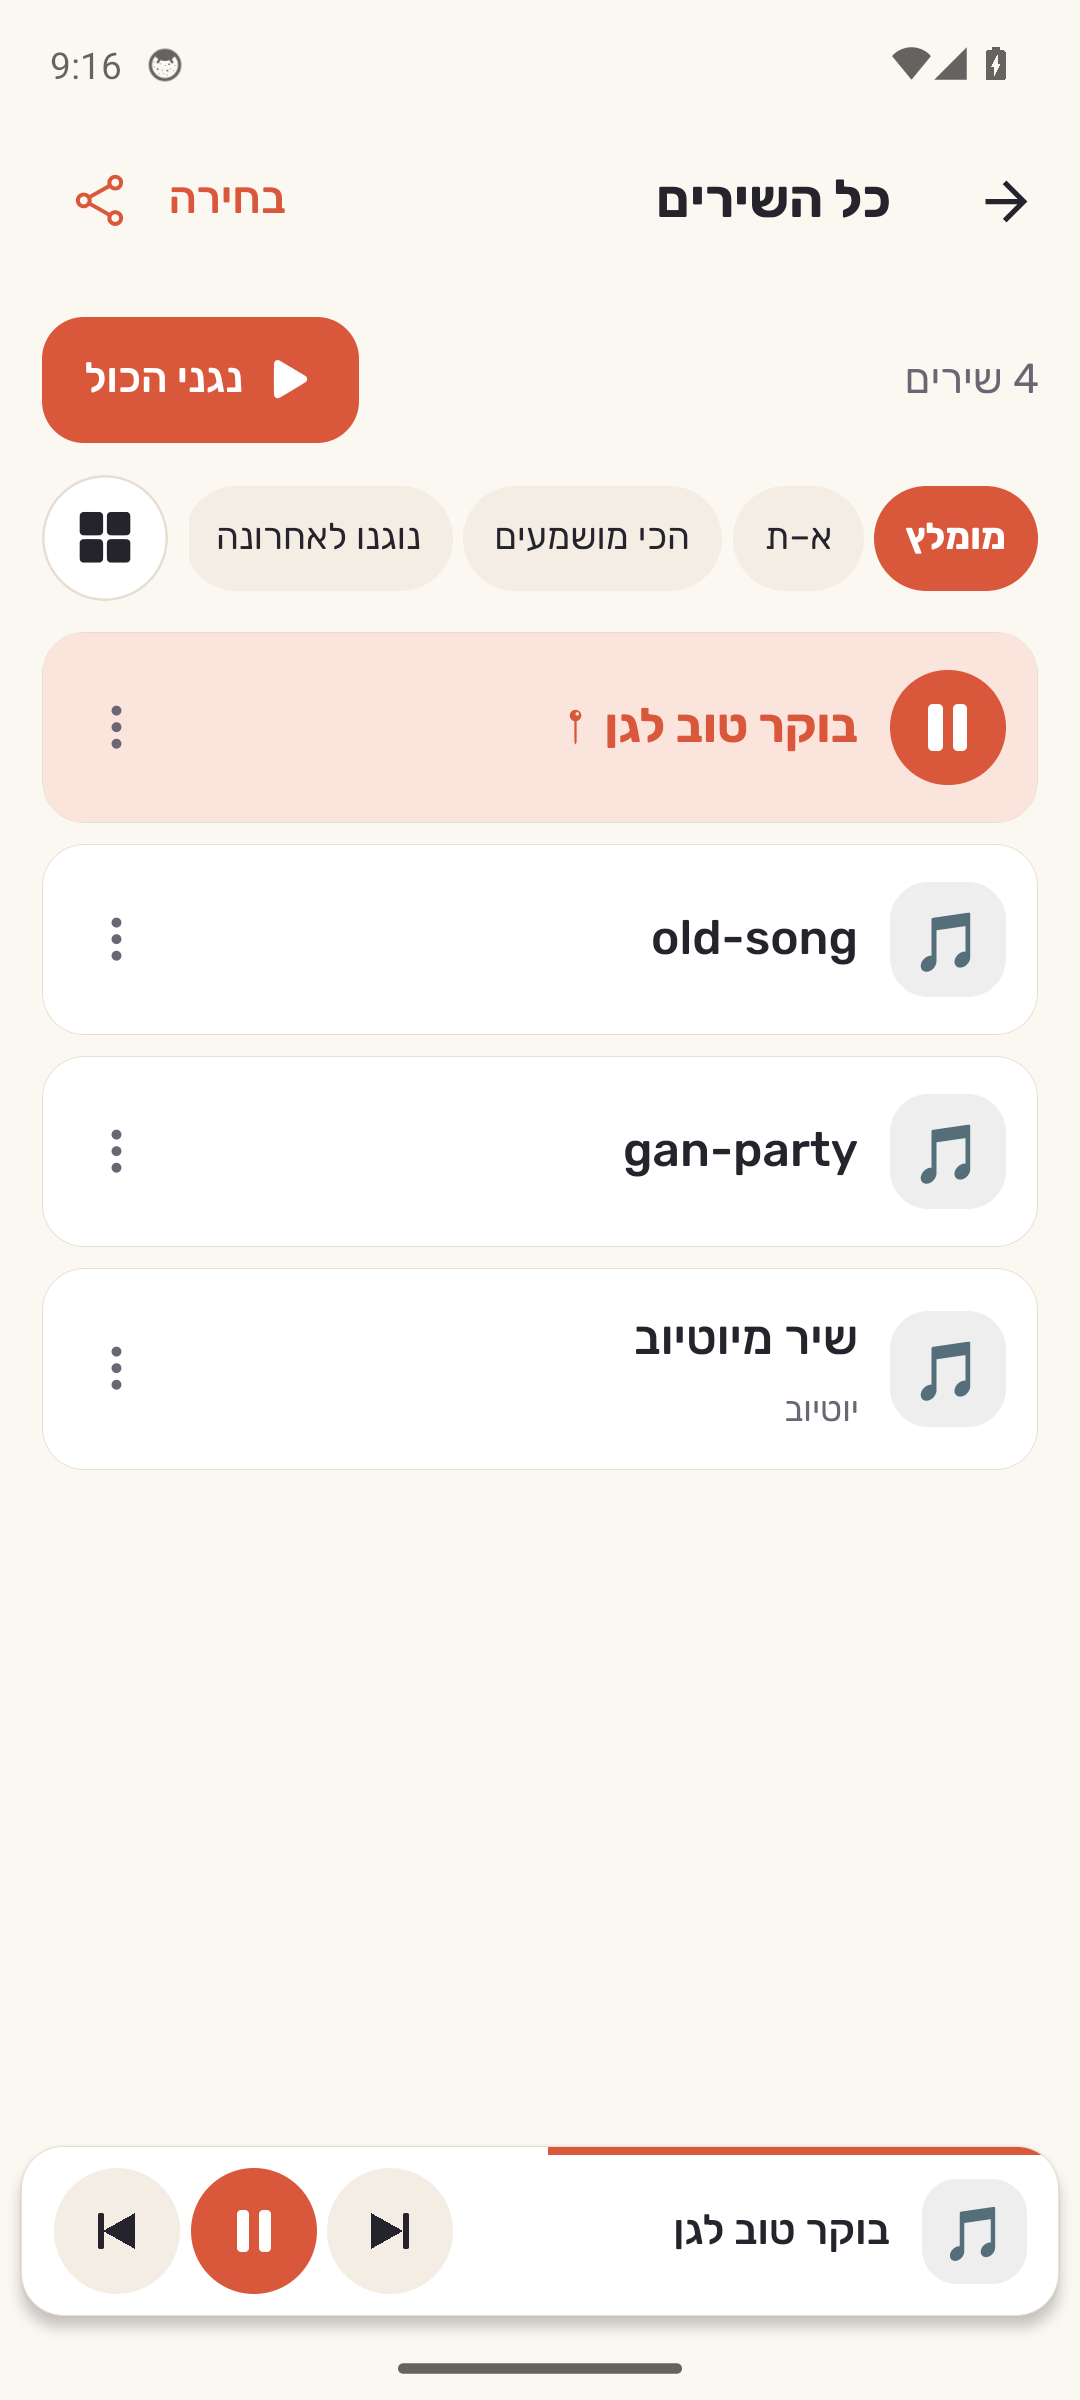 9:16
כל השירים
בחירה
4 שירים
נגני הכול
מומלץ
א-ת
הכי מושמעים
נוגנו לאחרונה
בוקר טוב לגן
old-song
gan-party
שיר מיוטיוב
יוטיוב
בוקר טוב לגן